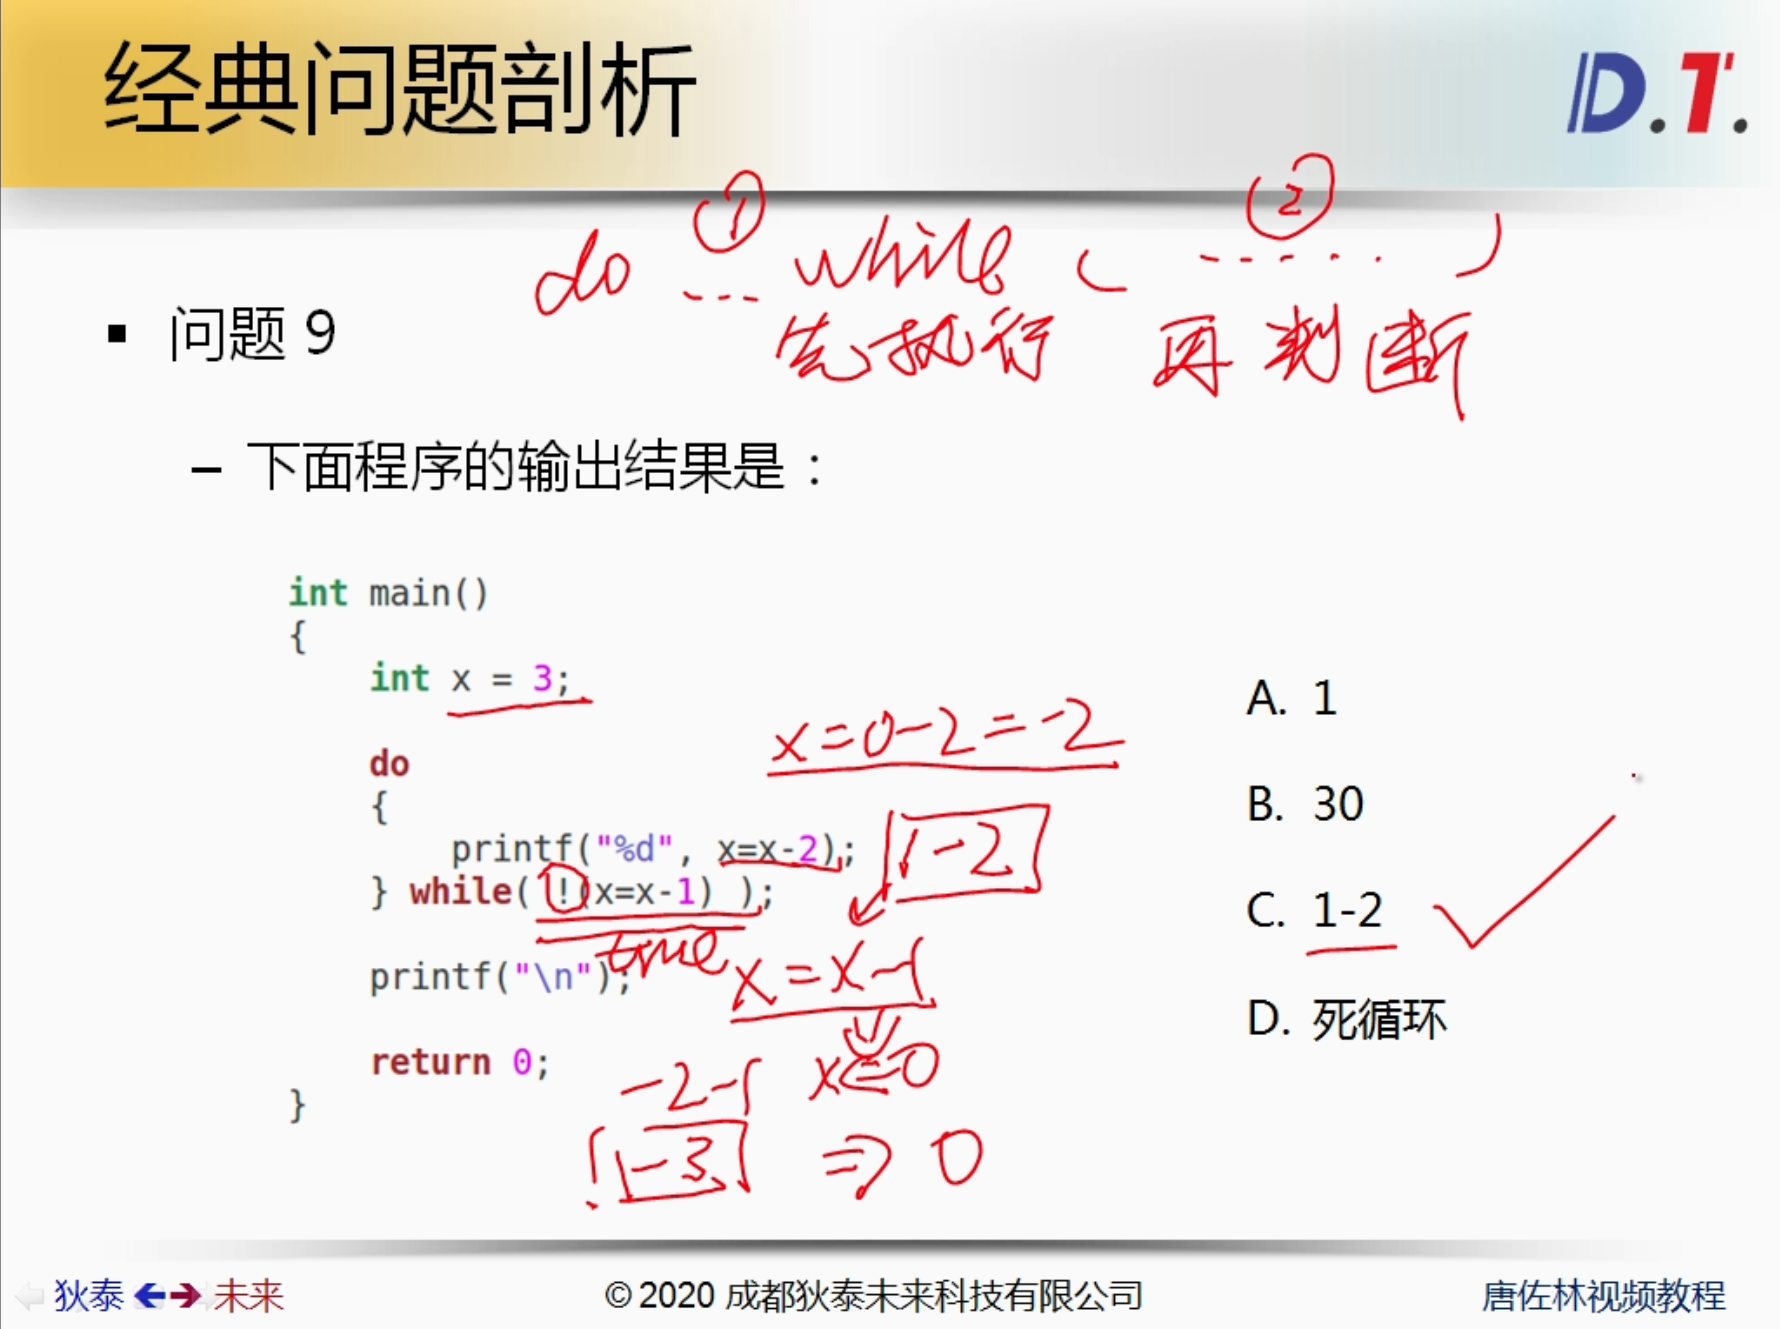 经典问题剖析
D.T.
① ②
do ... while ( ...... )
先执行 再判断
▪ 问题 9
– 下面程序的输出结果是：
int main()
{
int x = 3;
x=0-2=-2
do
{
printf("%d", x=x-2);
1-2
} while( !(x=x-1) );
true
x=x-1
printf("\n");
x=0
return 0;
-2-1
}
!(-3) ⇒ 0
A. 1
B. 30
C. 1-2
D. 死循环
狄泰 未来
© 2020 成都狄泰未来科技有限公司
唐佐林视频教程